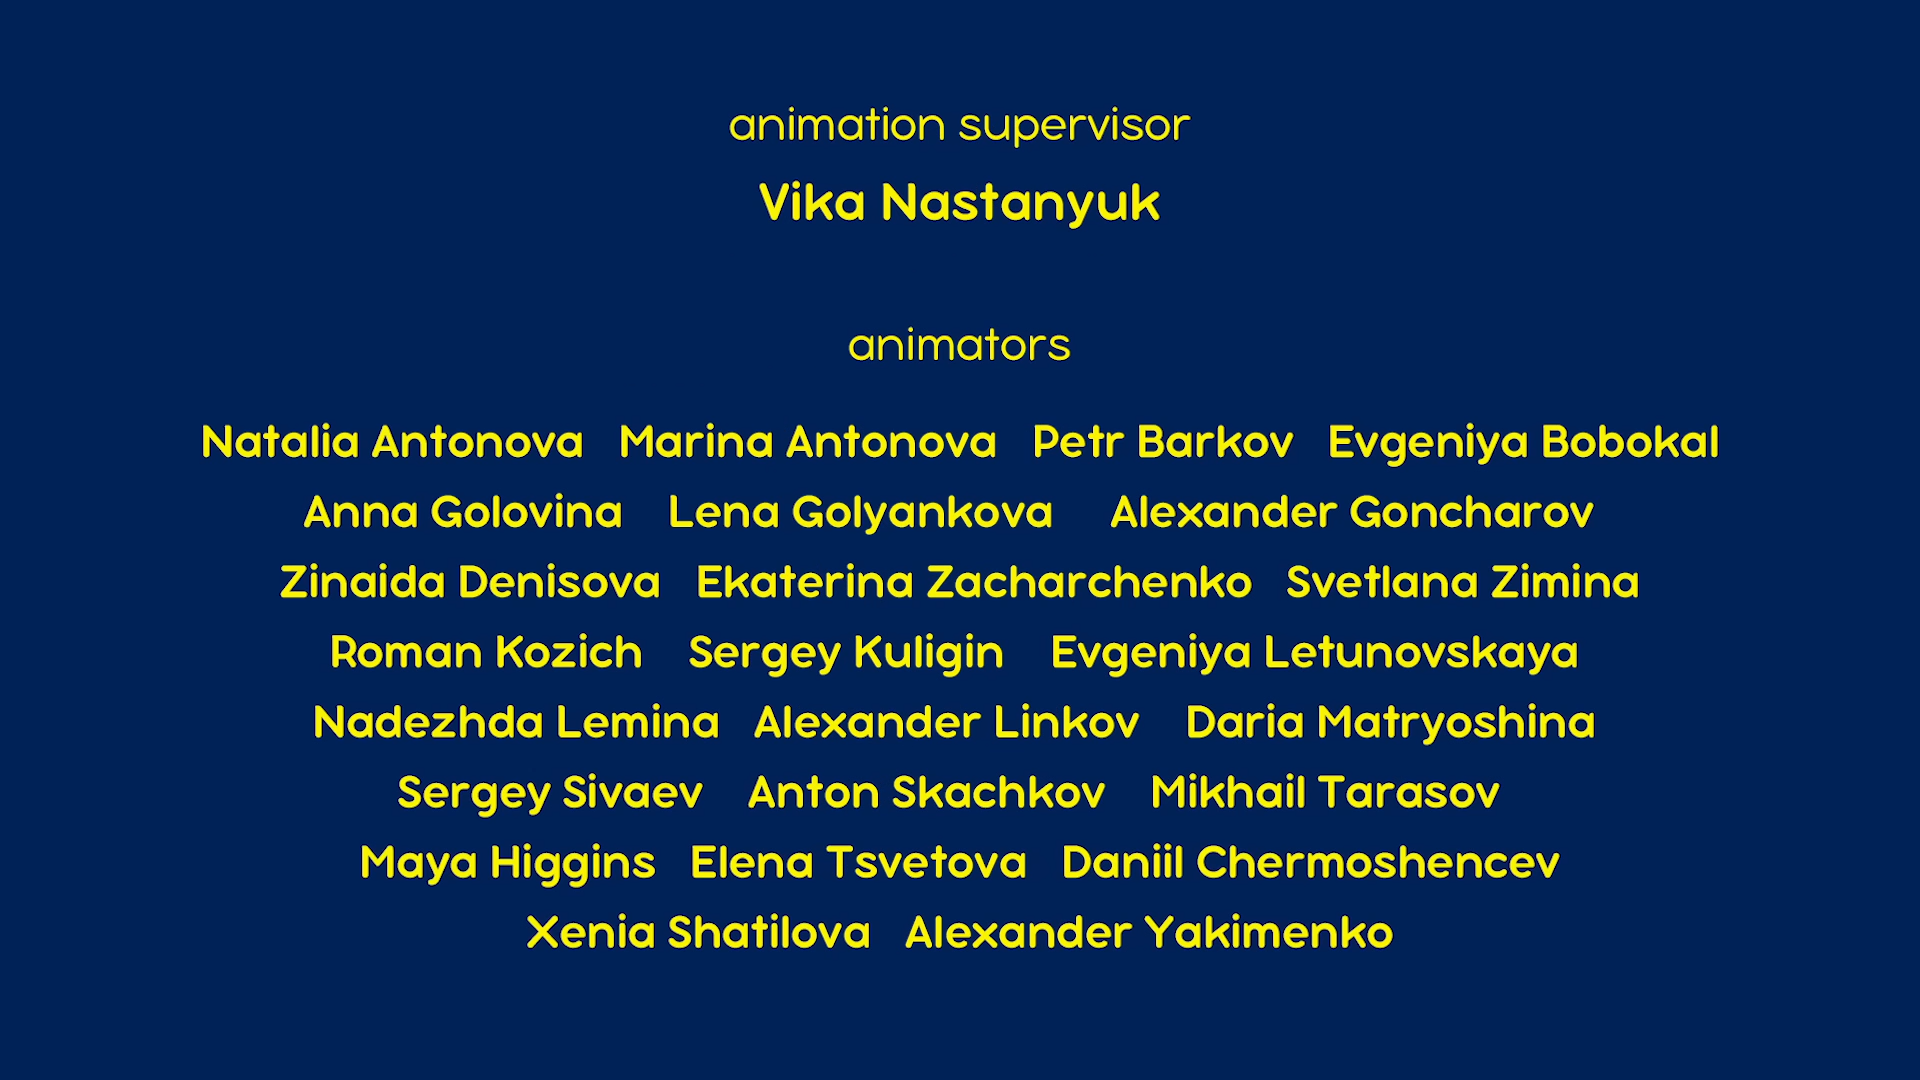 animation supervisor
Vika Nastanyuk
animators
Natalia Antonova Marina Antonova Petr Barkov Evgeniya Bobokal
Anna Golovina Lena Golyankova Alexander Goncharov
Zinaida Denisova Ekaterina Zacharchenko Svetlana Zimina
Roman Kozich Sergey Kuligin Evgeniya Letunovskaya
Nadezhda Lemina Alexander Linkov Daria Matryoshina
Sergey Sivaev Anton Skachkov Mikhail Tarasov
Maya Higgins Elena Tsvetova Daniil Chermoshencev
Xenia Shatilova Alexander Yakimenko